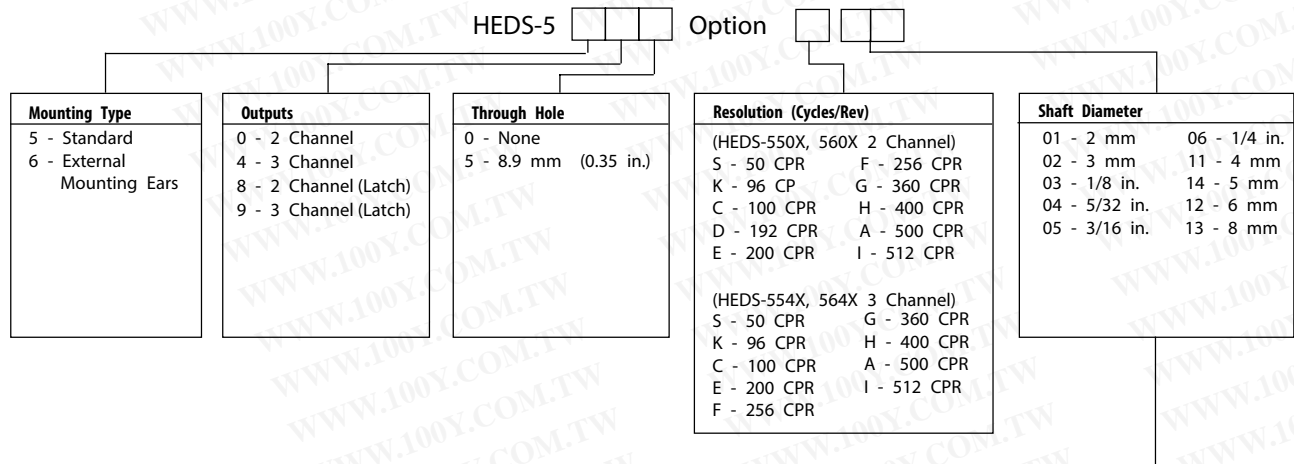 HEDS-5 Option
Mounting Type
5 - Standard
6 - External
Mounting Ears
Outputs
0 - 2 Channel
4 - 3 Channel
8 - 2 Channel (Latch)
9 - 3 Channel (Latch)
Through Hole
0 - None
5 - 8.9 mm (0.35 in.)
Resolution (Cycles/Rev)
(HEDS-550X, 560X 2 Channel)
S - 50 CPR F - 256 CPR
K - 96 CP G - 360 CPR
C - 100 CPR H - 400 CPR
D - 192 CPR A - 500 CPR
E - 200 CPR I - 512 CPR
(HEDS-554X, 564X 3 Channel)
S - 50 CPR G - 360 CPR
K - 96 CPR H - 400 CPR
C - 100 CPR A - 500 CPR
E - 200 CPR I - 512 CPR
F - 256 CPR
Shaft Diameter
01 - 2 mm 06 - 1/4 in.
02 - 3 mm 11 - 4 mm
03 - 1/8 in. 14 - 5 mm
04 - 5/32 in. 12 - 6 mm
05 - 3/16 in. 13 - 8 mm
WWW.100Y.COM.TW